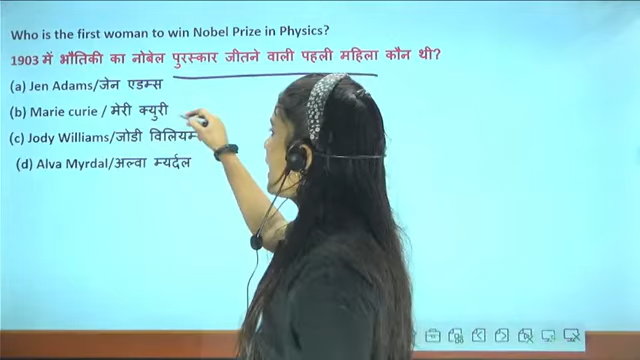 Who is the first woman to win Nobel Prize in Physics?
1903 में भौतिकी का नोबेल पुरस्कार जीतने वाली पहली महिला कौन थी?
(a) Jen Adams/जेन एडम्स
(b) Marie curie / मेरी क्युरी
(c) Jody Williams/जोडी विलियम्स
(d) Alva Myrdal/अल्वा म्यर्दल